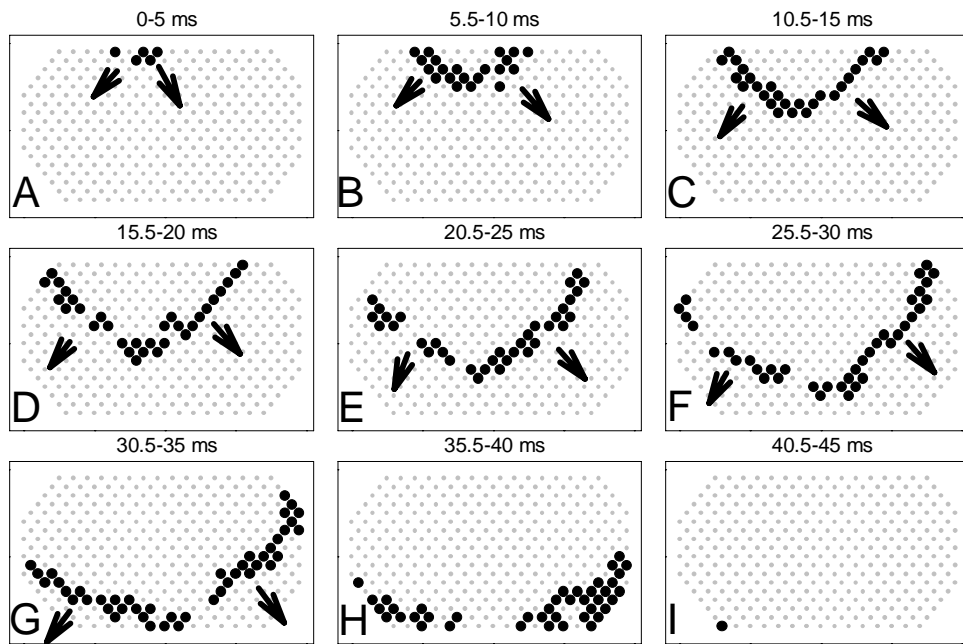 0-5 ms
5.5-10 ms
10.5-15 ms
A
B
C
15.5-20 ms
20.5-25 ms
25.5-30 ms
D
E
F
30.5-35 ms
35.5-40 ms
40.5-45 ms
G
H
I